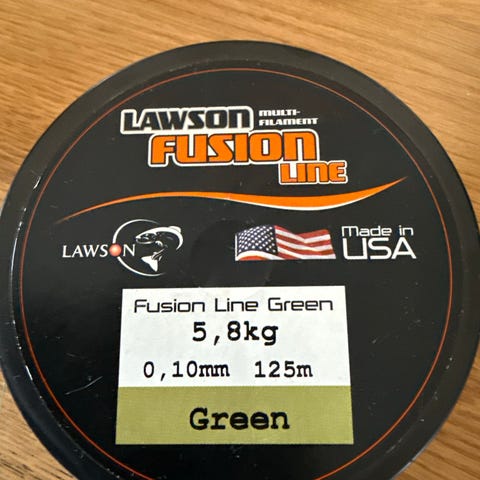 LAWSON MULTI-
FILAMENT
FUSION
LINE
LAWSON
Made in
USA
Fusion Line Green
5,8kg
0,10mm 125m
Green